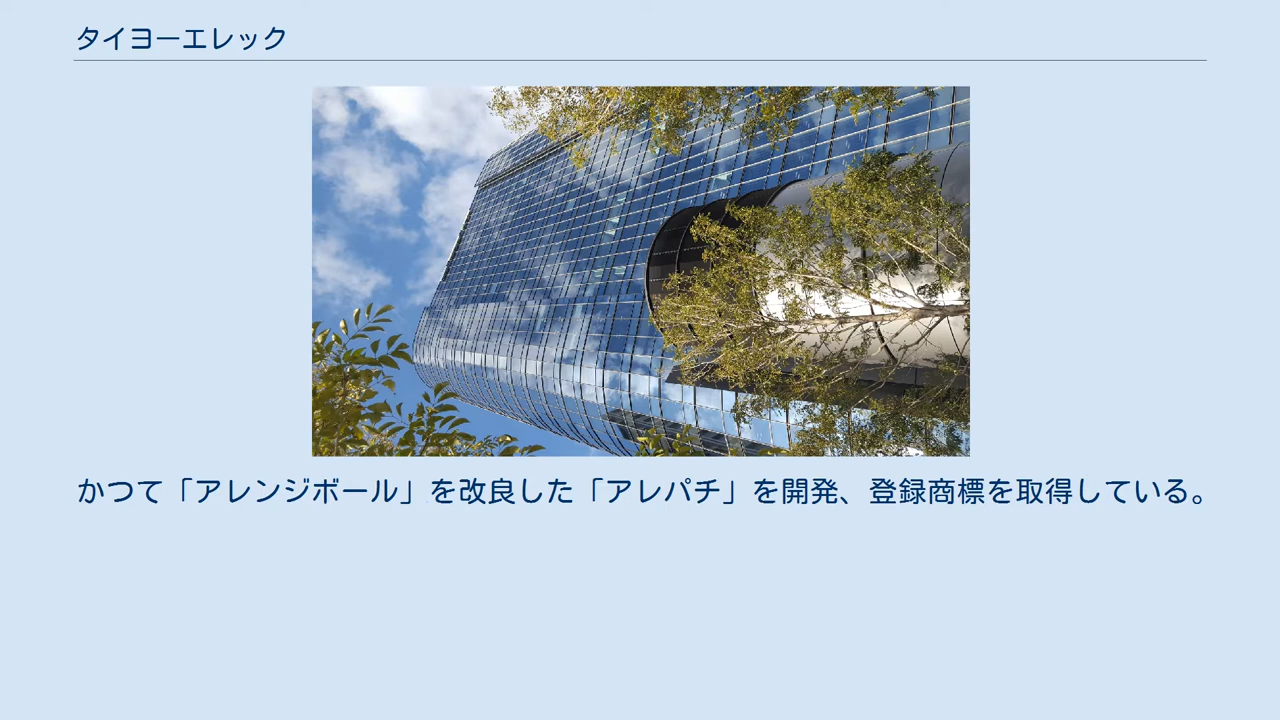 タイヨーエレック
かつて「アレンジボール」を改良した「アレパチ」を開発、登録商標を取得している。